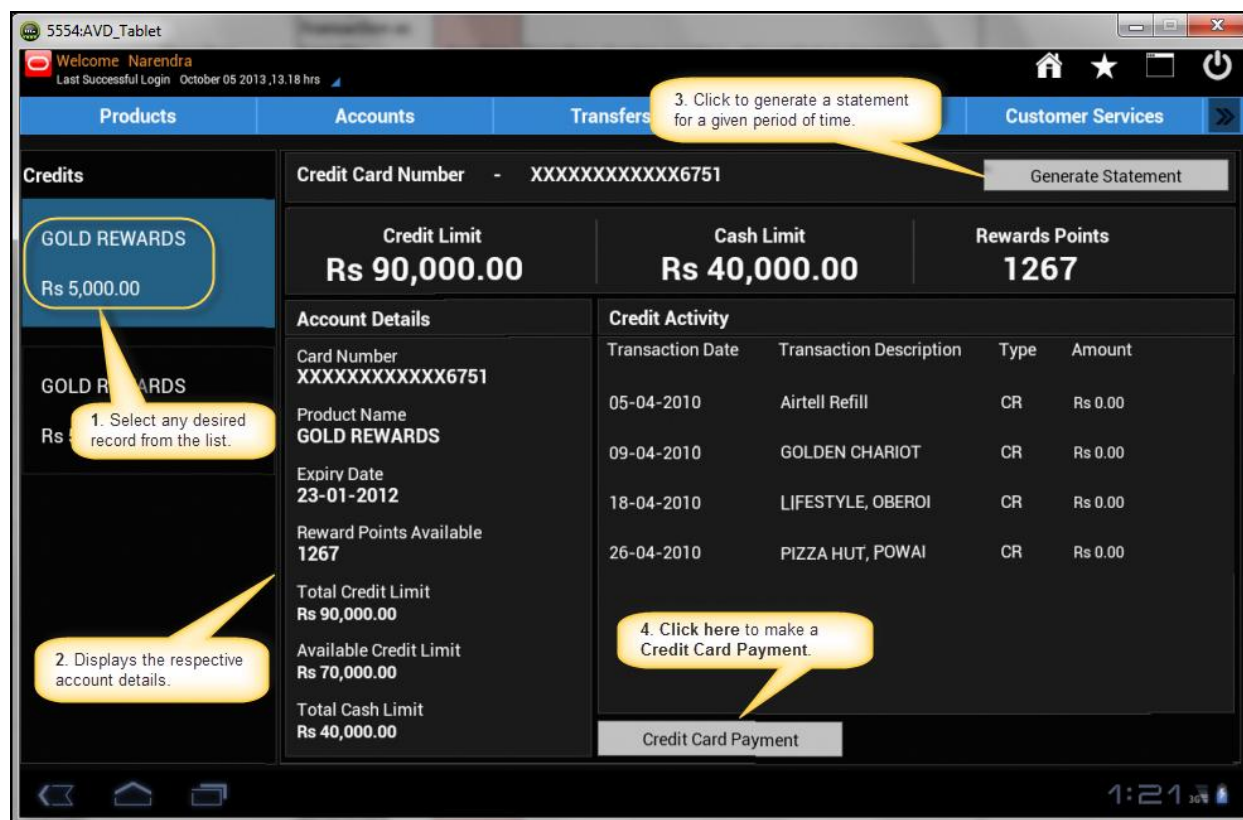 5554:AVD_Tablet
Welcome Narendra
Last Successful Login October 05 2013 ,13.18 hrs
Products
Accounts
Transfers
Customer Services
3. Click to generate a statement
for a given period of time.
Credits
Credit Card Number - XXXXXXXXXXXX6751
Generate Statement
GOLD REWARDS
Rs 5,000.00
Credit Limit
Rs 90,000.00
Cash Limit
Rs 40,000.00
Rewards Points
1267
GOLD R ARDS
Rs
1. Select any desired
record from the list.
Account Details
Card Number
XXXXXXXXXXXX6751
Product Name
GOLD REWARDS
Expiry Date
23-01-2012
Reward Points Available
1267
Total Credit Limit
Rs 90,000.00
Available Credit Limit
Rs 70,000.00
Total Cash Limit
Rs 40,000.00
2. Displays the respective
account details.
Credit Activity
Transaction Date Transaction Description Type Amount
05-04-2010 Airtell Refill CR Rs 0.00
09-04-2010 GOLDEN CHARIOT CR Rs 0.00
18-04-2010 LIFESTYLE, OBEROI CR Rs 0.00
26-04-2010 PIZZA HUT, POWAI CR Rs 0.00
4. Click here to make a
Credit Card Payment.
Credit Card Payment
1:21 3G